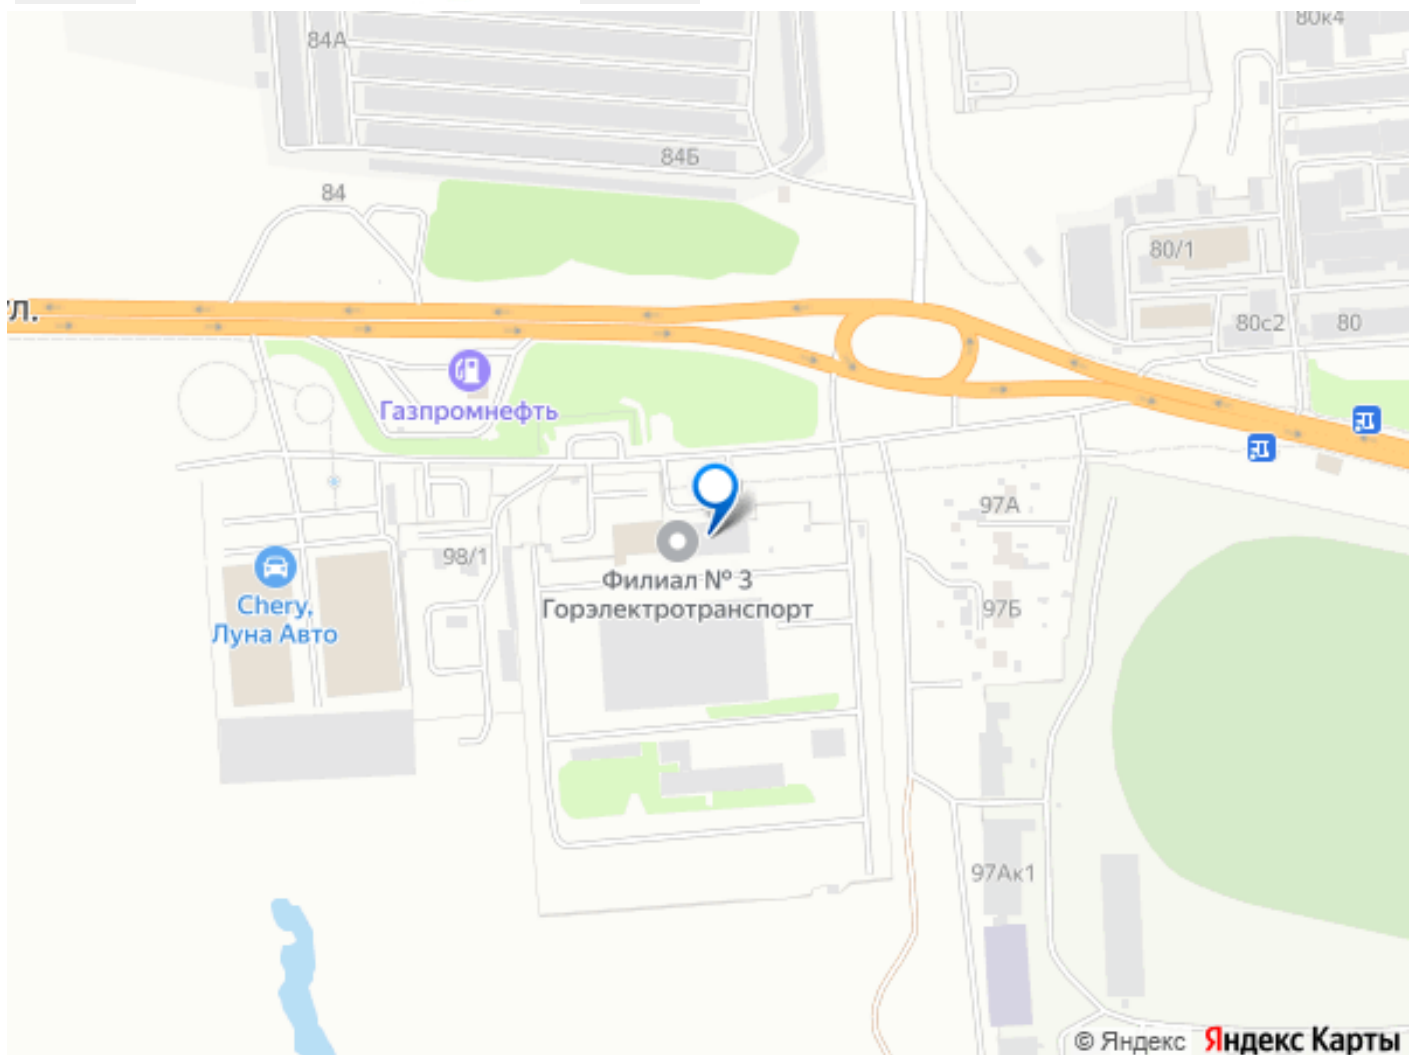 80к4
84А
84Б
84
80/1
ул.
80с2
80
Газпромнефть
97А
98/1
Филиал № 3
Горэлектротранспорт
Chery,
Луна Авто
97Б
97Ак1
© Яндекс Яндекс Карты